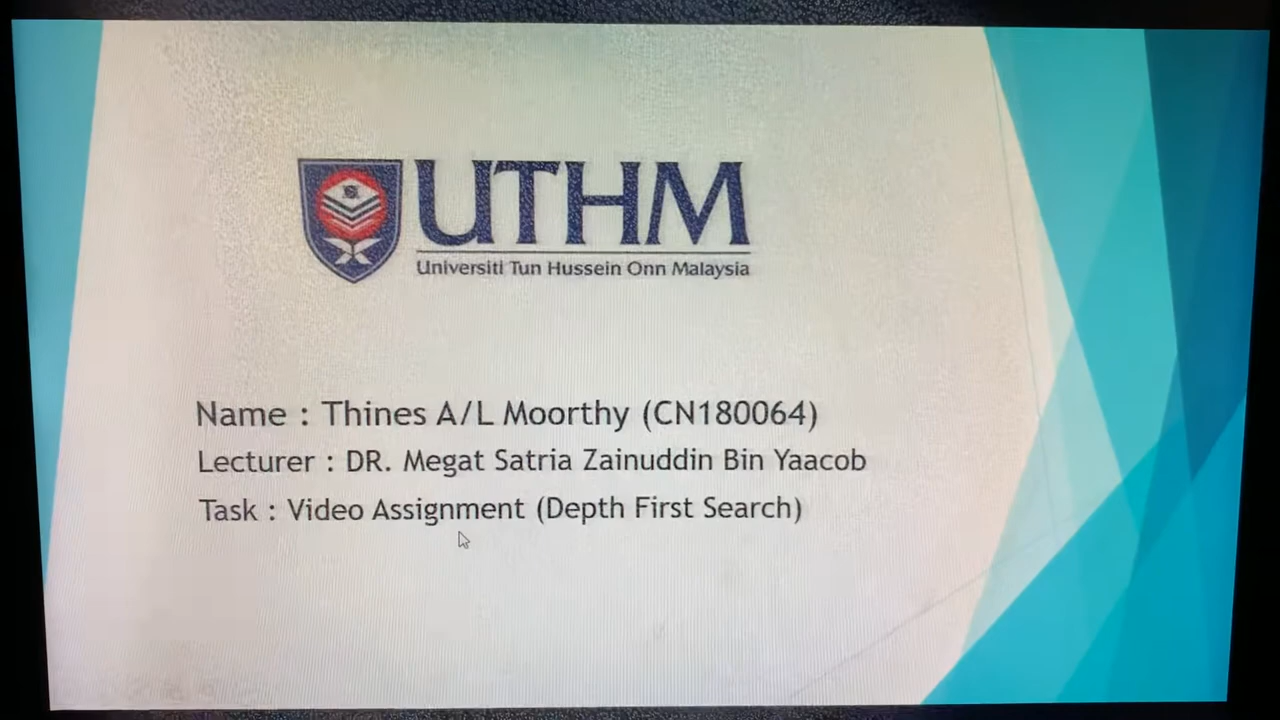 UTHM
Universiti Tun Hussein Onn Malaysia
Name : Thines A/L Moorthy (CN180064)
Lecturer : DR. Megat Satria Zainuddin Bin Yaacob
Task : Video Assignment (Depth First Search)